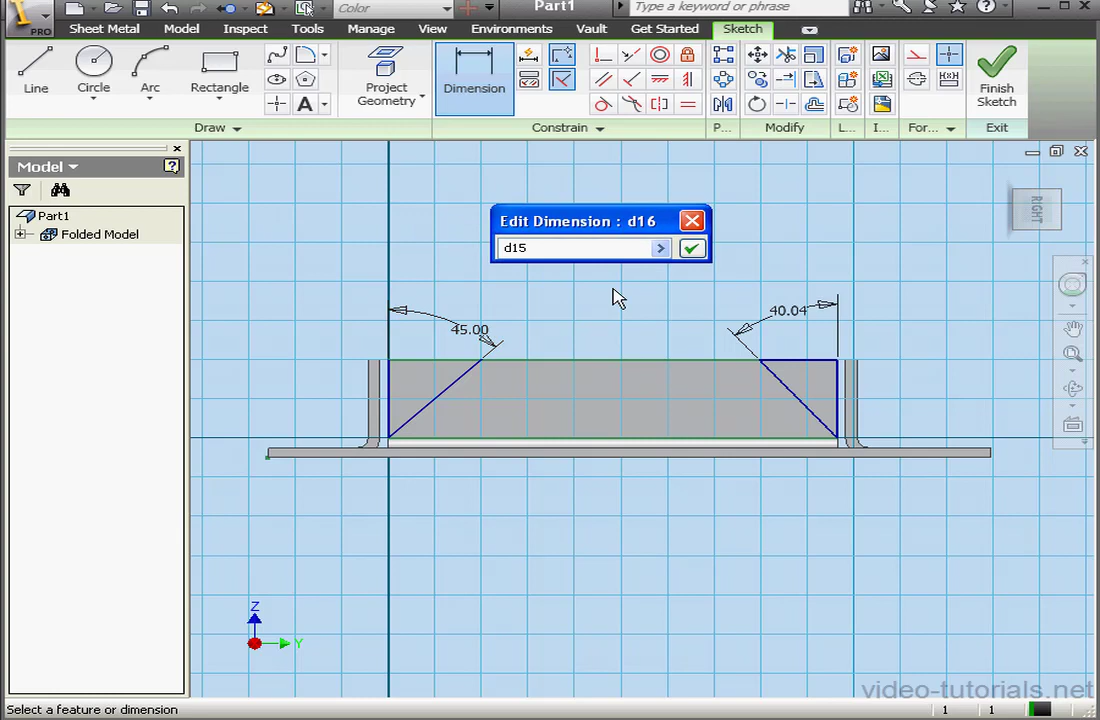 PRO
Color
Part1
Type a keyword or phrase
Sheet Metal
Model
Inspect
Tools
Manage
View
Environments
Vault
Get Started
Sketch
Line
Circle
Arc
Rectangle
A
Project
Geometry
Dimension
Finish
Sketch
Draw
Constrain
P...
Modify
L...
I...
For...
Exit
Model
Part1
Folded Model
Edit Dimension : d16
d15
RIGHT
45.00
40.04
Z
Y
video-tutorials.net
Select a feature or dimension
1
1